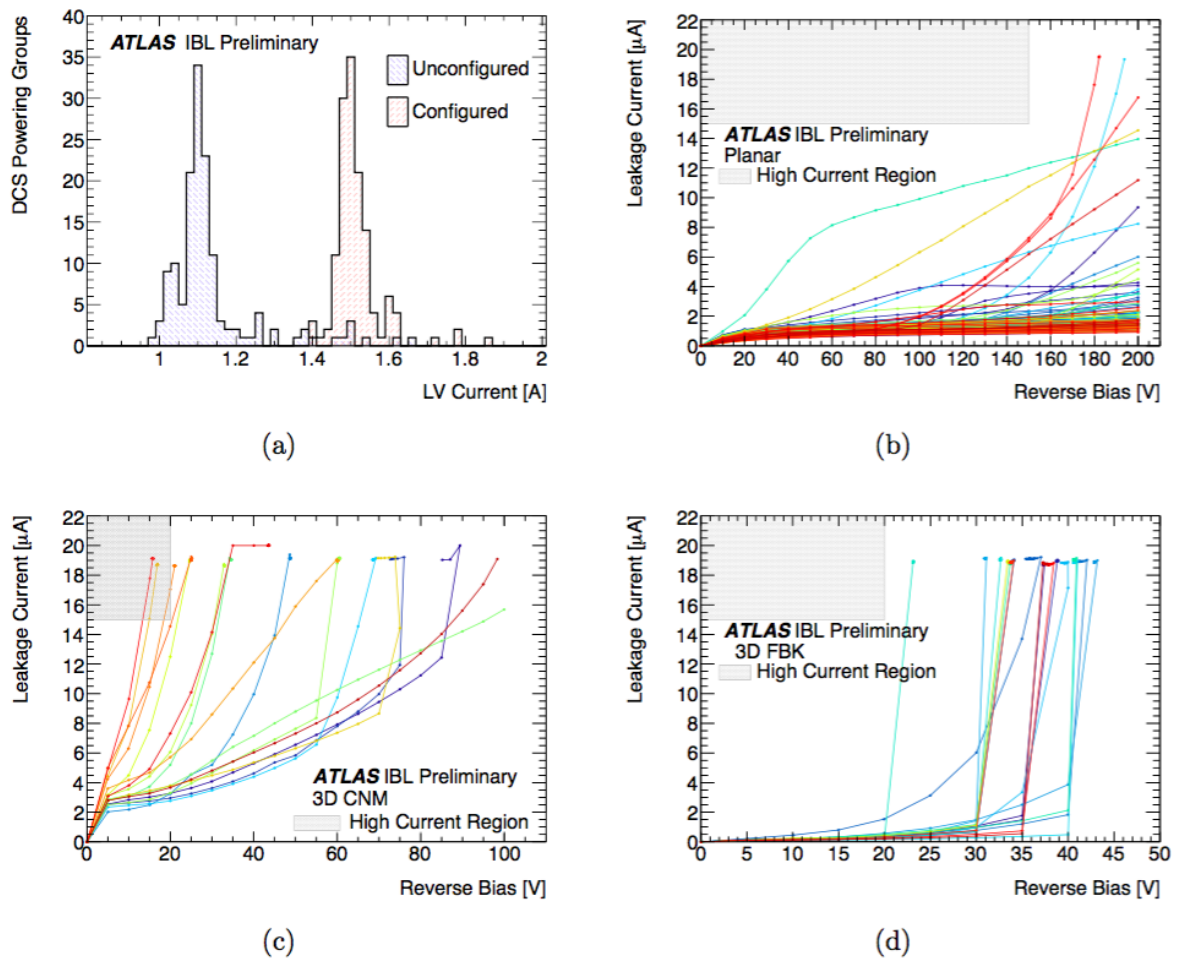 ATLAS IBL Preliminary
Unconfigured
Configured
DCS Powering Groups
40
35
30
25
20
15
10
5
0
1 1.2 1.4 1.6 1.8 2
LV Current [A]
(a)
Leakage Current [μA]
22
20
18
16
14
12
10
8
6
4
2
0
ATLAS IBL Preliminary
Planar
High Current Region
0 20 40 60 80 100 120 140 160 180 200
Reverse Bias [V]
(b)
Leakage Current [μA]
22
20
18
16
14
12
10
8
6
4
2
0
ATLAS IBL Preliminary
3D CNM
High Current Region
0 20 40 60 80 100
Reverse Bias [V]
(c)
Leakage Current [μA]
22
20
18
16
14
12
10
8
6
4
2
0
ATLAS IBL Preliminary
3D FBK
High Current Region
0 5 10 15 20 25 30 35 40 45 50
Reverse Bias [V]
(d)